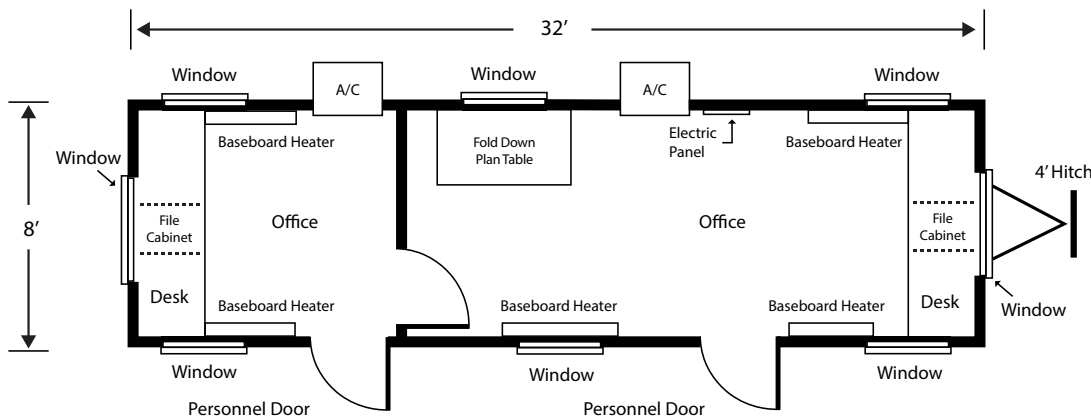 32’
Window
A/C
Window
A/C
Window
Baseboard Heater
Fold Down
Plan Table
Electric
Panel
Baseboard Heater
Window
4’ Hitch
8’
File
Cabinet
Office
Office
File
Cabinet
Desk
Baseboard Heater
Baseboard Heater
Baseboard Heater
Desk
Window
Window
Window
Window
Personnel Door
Personnel Door